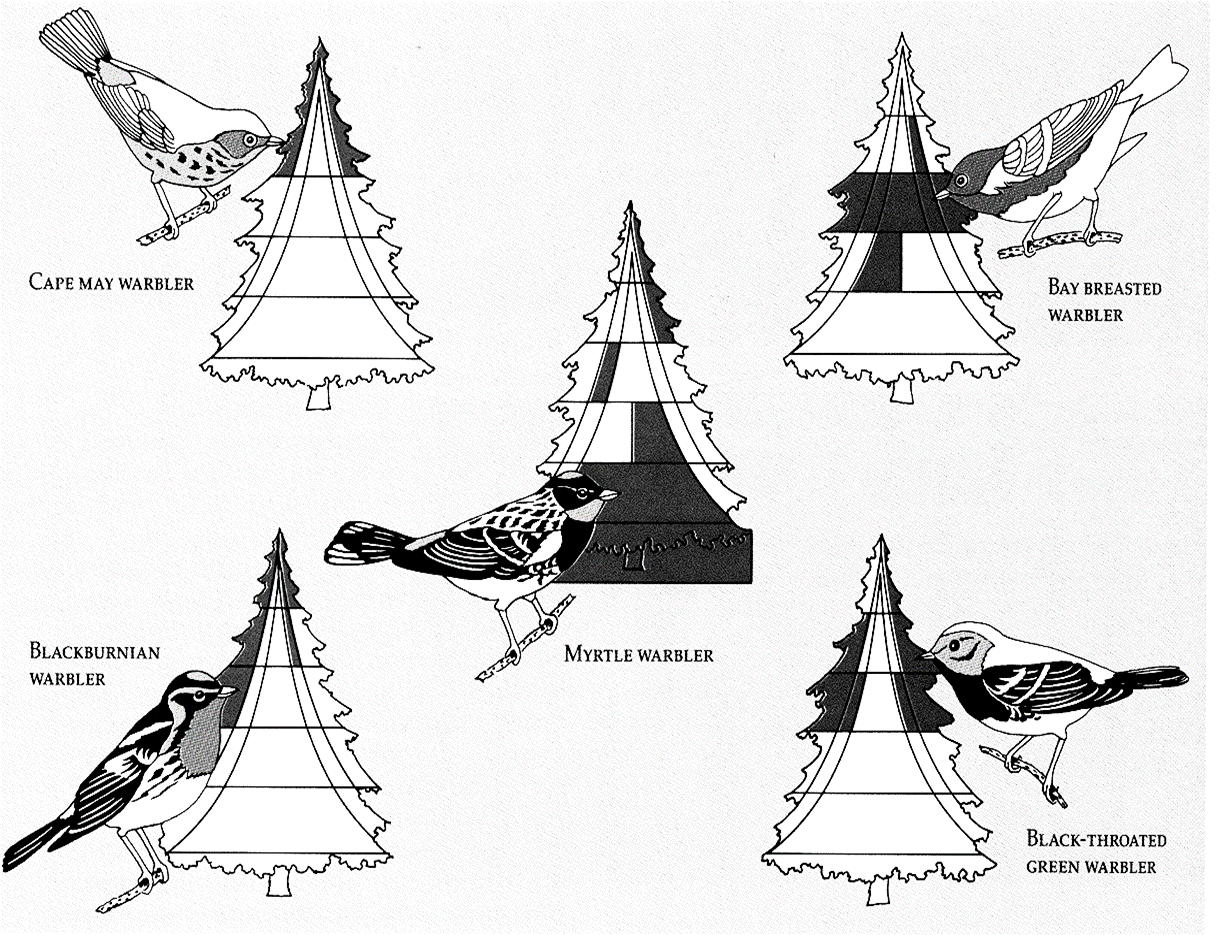 CAPE MAY WARBLER
BAY BREASTED
WARBLER
BLACKBURNIAN
WARBLER
MYRTLE WARBLER
BLACK-THROATED
GREEN WARBLER